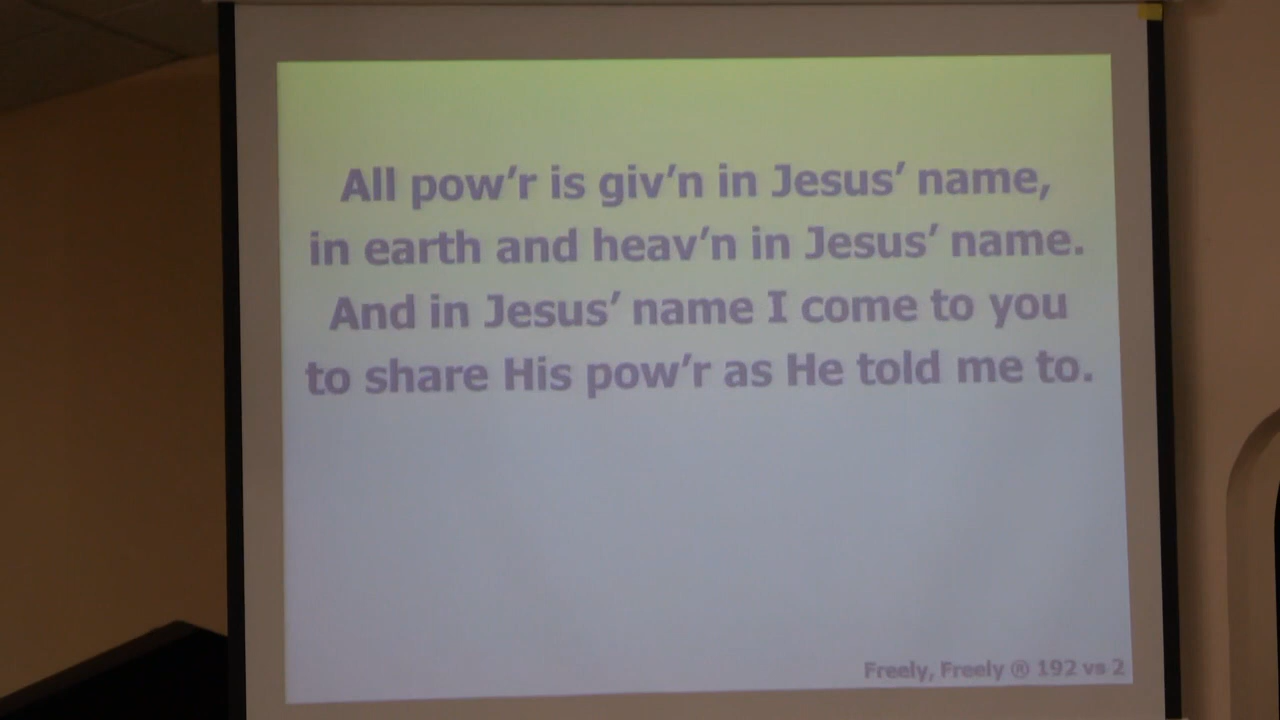 All pow’r is giv’n in Jesus’ name,
in earth and heav’n in Jesus’ name.
And in Jesus’ name I come to you
to share His pow’r as He told me to.
Freely, Freely ® 192 vs 2